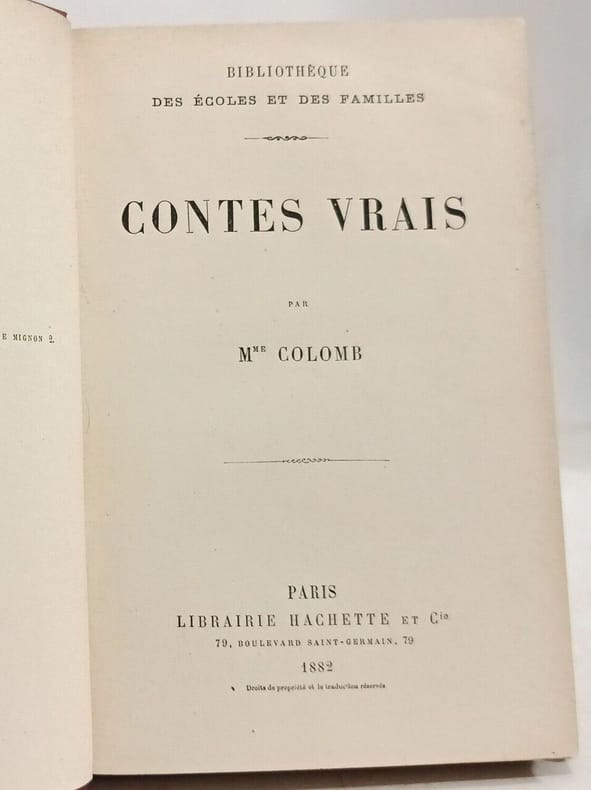 E MIGNON 2
BIBLIOTHÈQUE
DES ÉCOLES ET DES FAMILLES
CONTES VRAIS
PAR
MME COLOMB
PARIS
LIBRAIRIE HACHETTE ET Cie
79, BOULEVARD SAINT-GERMAIN, 79
1882
Droits de propriété et de traduction réservés